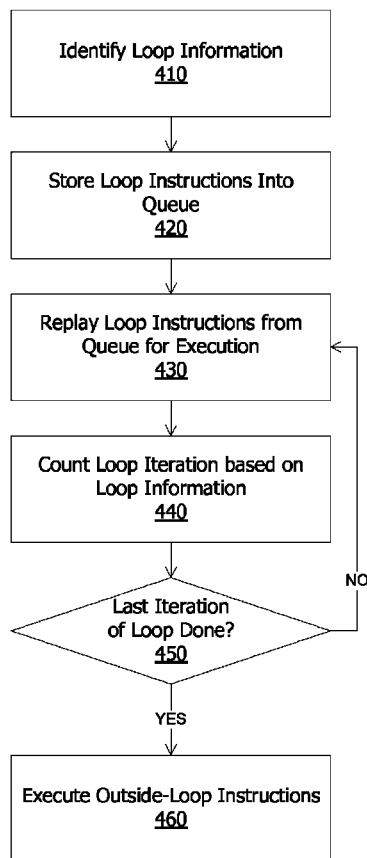 Identify Loop Information
410
Store Loop Instructions Into
Queue
420
Replay Loop Instructions from
Queue for Execution
430
Count Loop Iteration based on
Loop Information
440
Last Iteration
of Loop Done?
450
NO
YES
Execute Outside-Loop Instructions
460